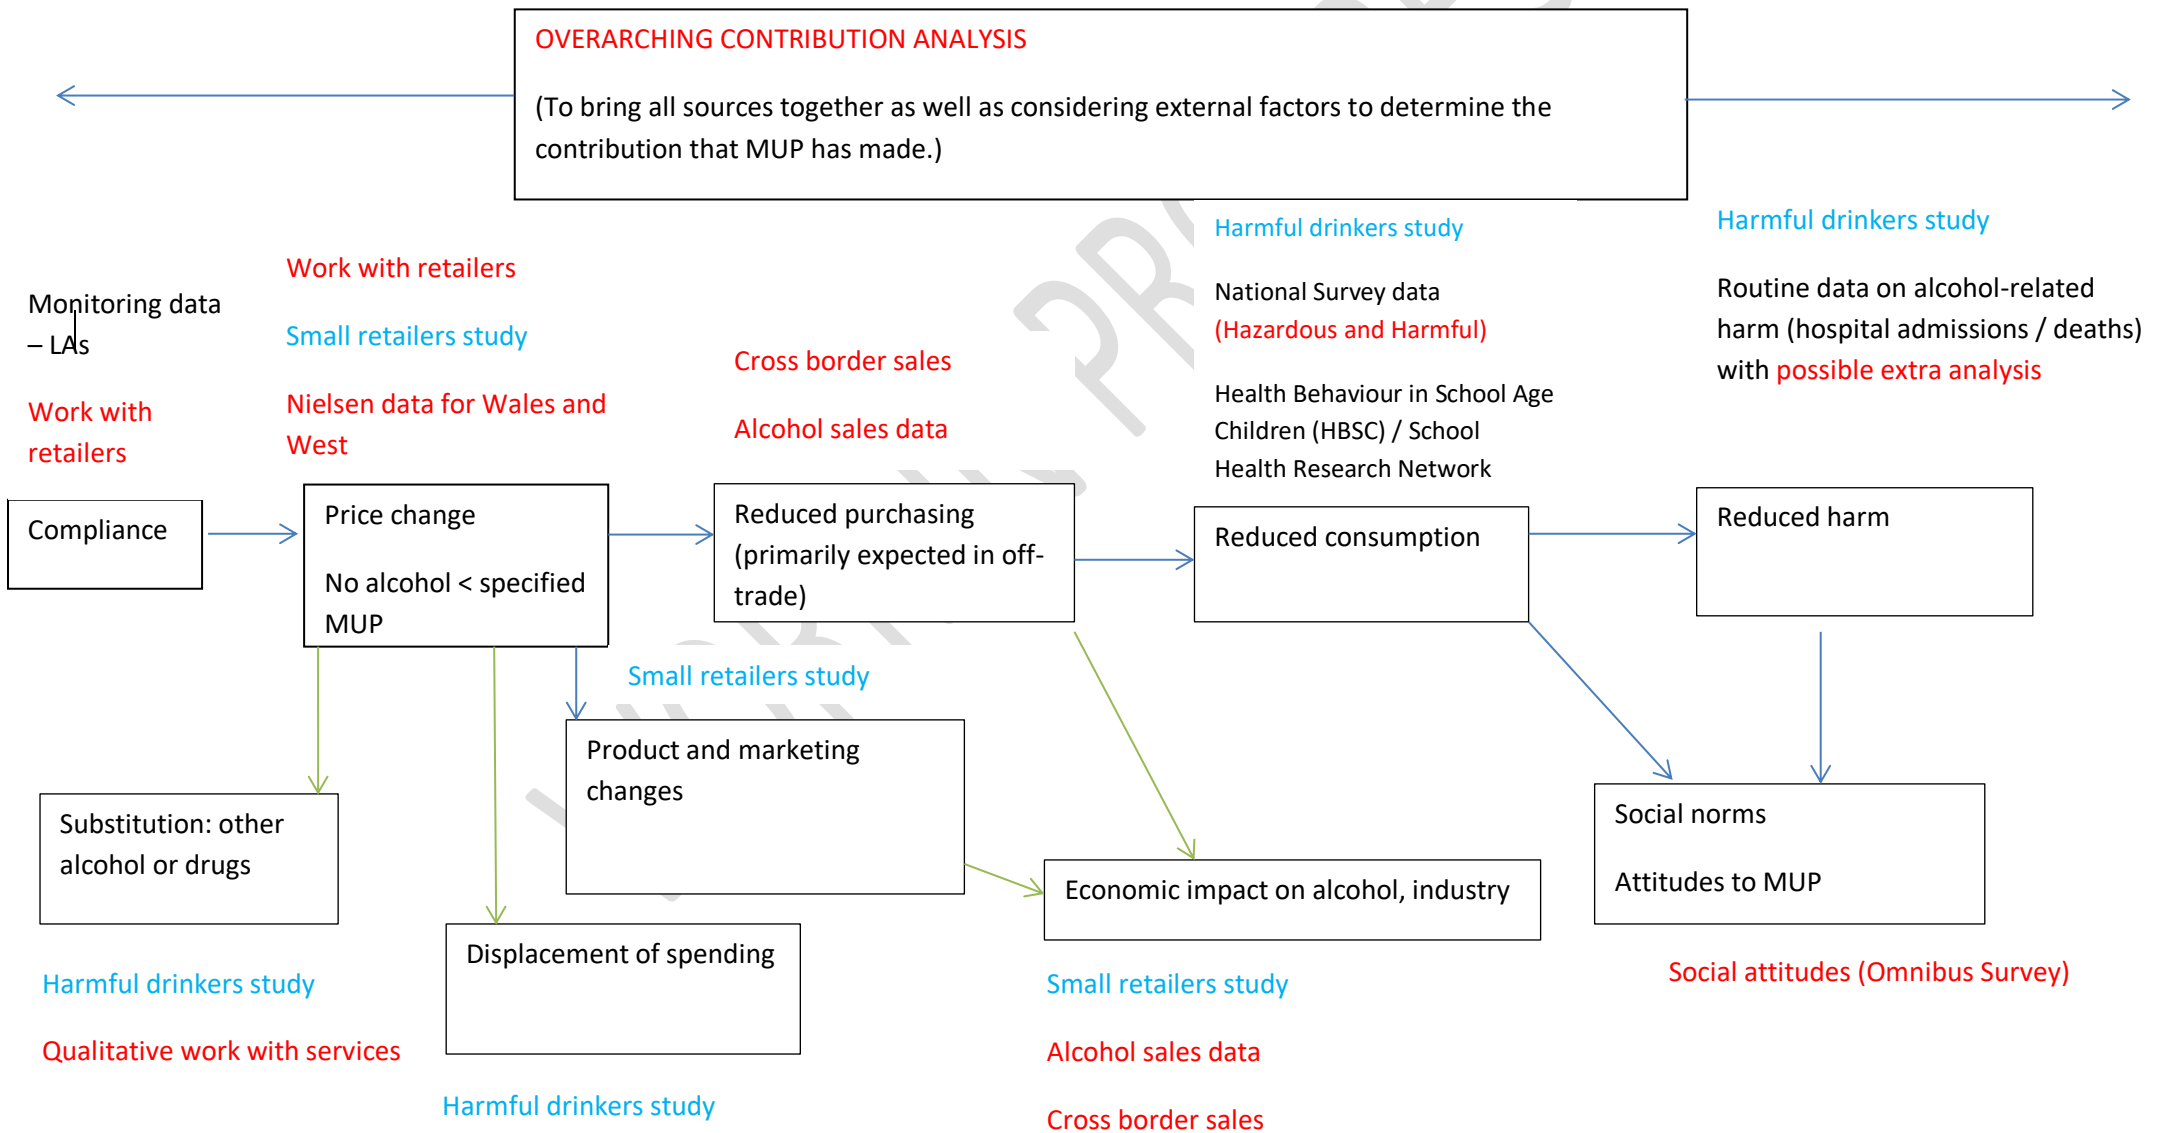 OVERARCHING CONTRIBUTION ANALYSIS
(To bring all sources together as well as considering external factors to determine the
contribution that MUP has made.)
Monitoring data
– LAs
Work with
retailers
Work with retailers
Small retailers study
Nielsen data for Wales and
West
Cross border sales
Alcohol sales data
Harmful drinkers study
National Survey data
(Hazardous and Harmful)
Health Behaviour in School Age
Children (HBSC) / School
Health Research Network
Harmful drinkers study
Routine data on alcohol-related
harm (hospital admissions / deaths)
with possible extra analysis
Compliance
Price change
No alcohol < specified
MUP
Reduced purchasing
(primarily expected in off-
trade)
Reduced consumption
Reduced harm
Small retailers study
Product and marketing
changes
Substitution: other
alcohol or drugs
Harmful drinkers study
Qualitative work with services
Displacement of spending
Harmful drinkers study
Economic impact on alcohol, industry
Small retailers study
Alcohol sales data
Cross border sales
Social norms
Attitudes to MUP
Social attitudes (Omnibus Survey)